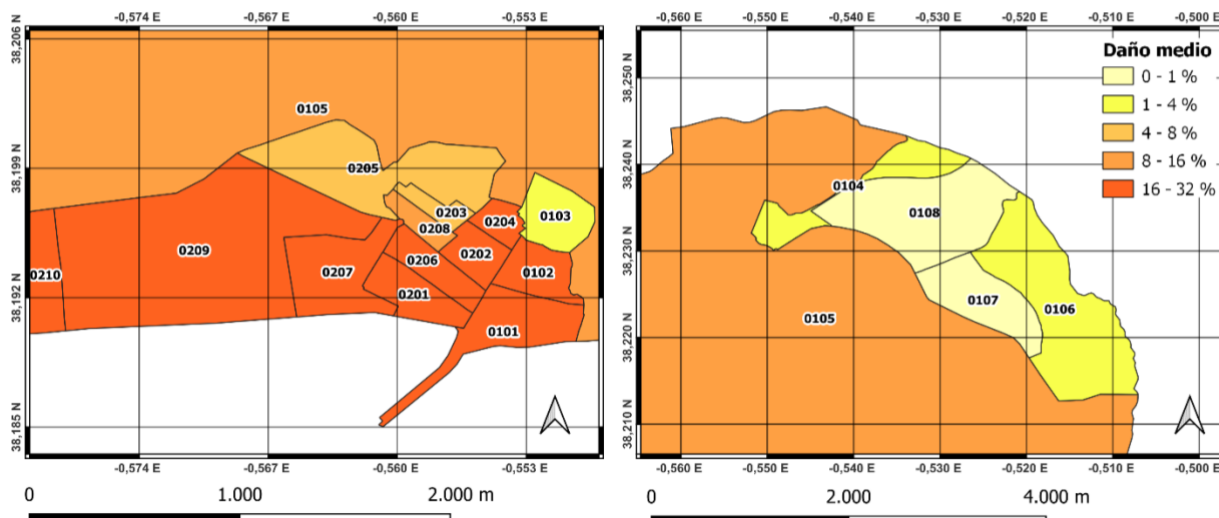 -0,574 E -0,567 E -0,560 E -0,553 E
38,206 N
38,199 N
38,192 N
38,185 N
0105
0205
0103
0203
0204
0208
0209
0202
0206
0210
0207
0102
0201
0101
-0,574 E -0,567 E -0,560 E -0,553 E
0 1.000 2.000 m
-0,560 E -0,550 E -0,540 E -0,530 E -0,520 E -0,510 E -0,500 E
38,250 N
38,240 N
38,230 N
38,220 N
38,210 N
Daño medio
0 - 1 %
1 - 4 %
4 - 8 %
8 - 16 %
16 - 32 %
0104
0108
0107
0106
0105
-0,560 E -0,550 E -0,540 E -0,530 E -0,520 E -0,510 E -0,500 E
0 2.000 4.000 m